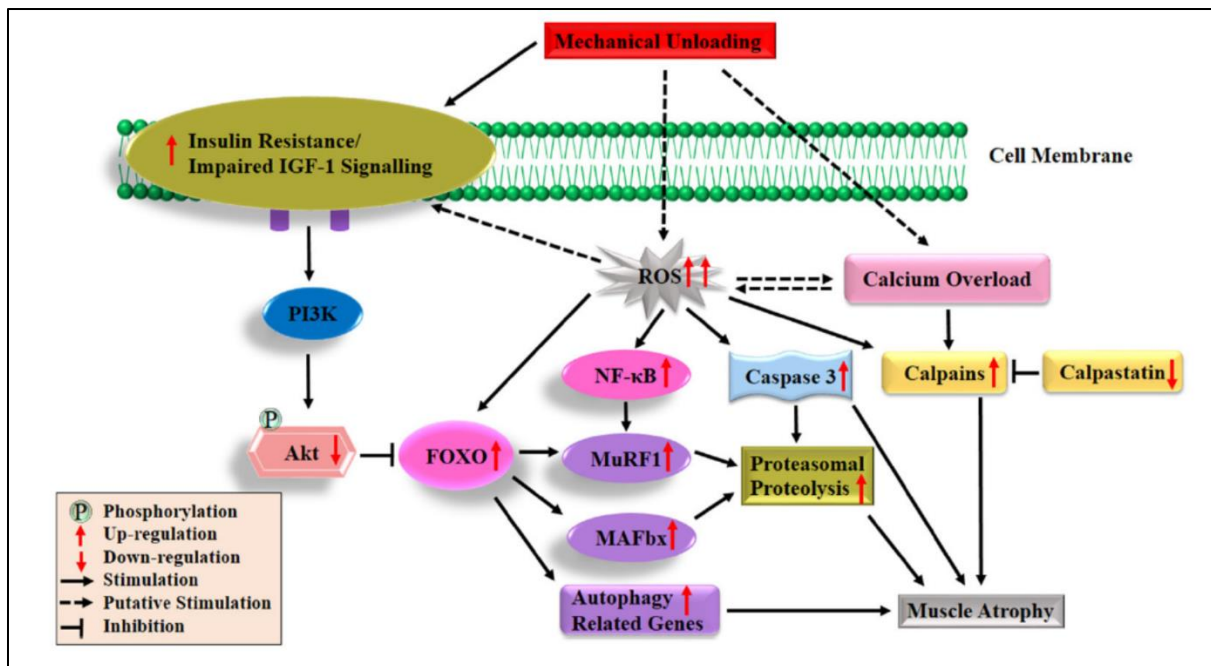 Mechanical Unloading
Insulin Resistance/
Impaired IGF-1 Signalling
Cell Membrane
ROS
Calcium Overload
PI3K
NF-κB
Caspase 3
Calpains
Calpastatin
P
Akt
FOXO
MuRF1
Proteasomal
Proteolysis
MAFbx
Autophagy
Related Genes
Muscle Atrophy
P Phosphorylation
Up-regulation
Down-regulation
Stimulation
Putative Stimulation
Inhibition